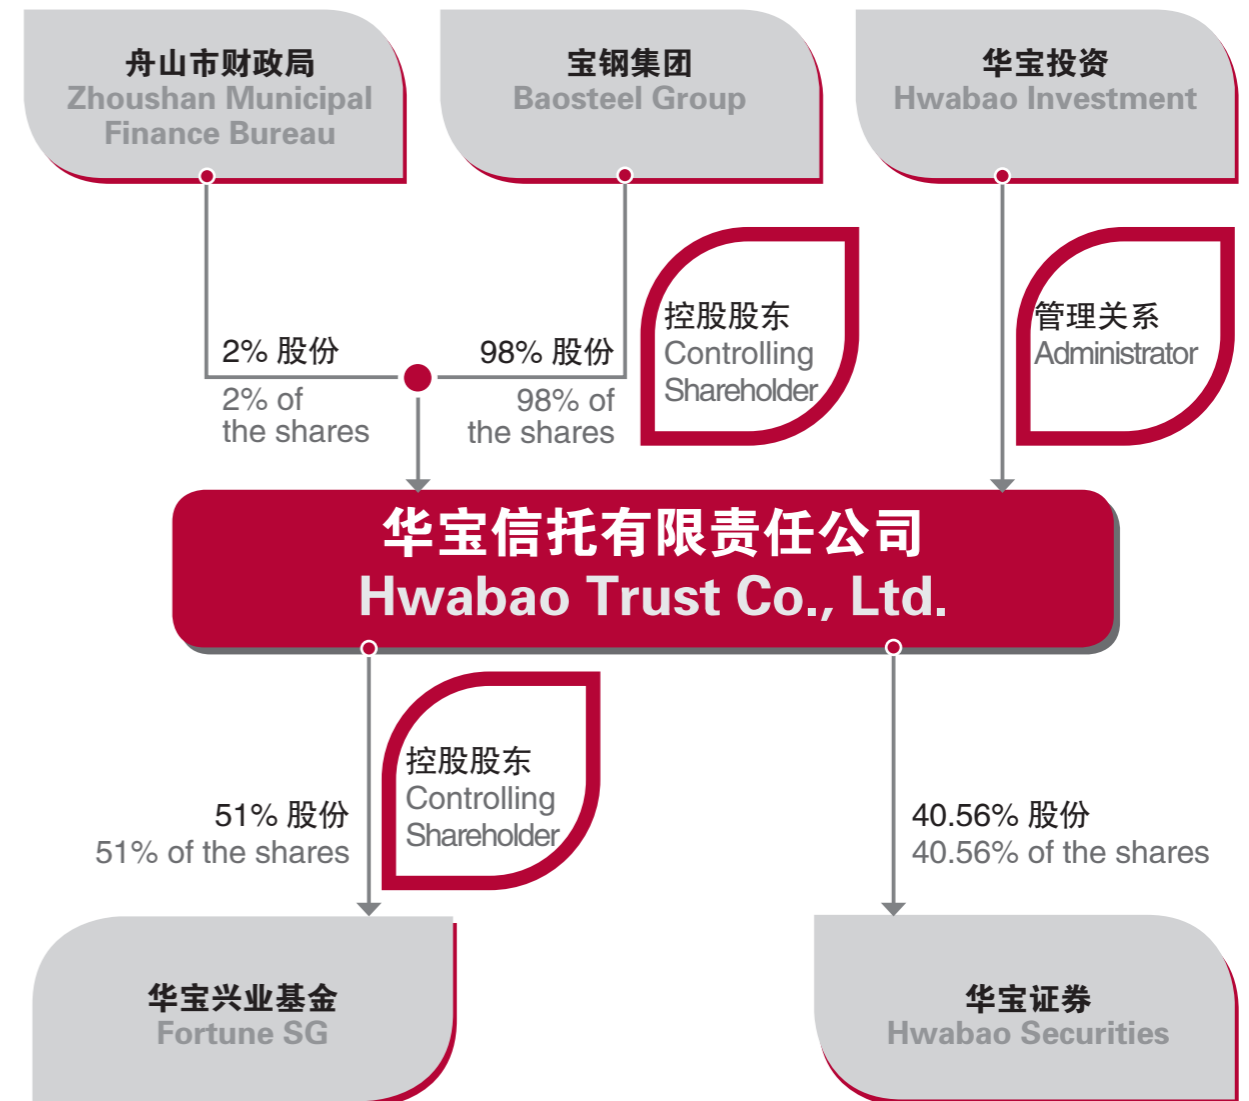 舟山市财政局
Zhoushan Municipal
Finance Bureau
宝钢集团
Baosteel Group
华宝投资
Hwabao Investment
2% 股份
2% of
the shares
98% 股份
98% of
the shares
控股股东
Controlling
Shareholder
管理关系
Administrator
华宝信托有限责任公司
Hwabao Trust Co., Ltd.
51% 股份
51% of the shares
控股股东
Controlling
Shareholder
40.56% 股份
40.56% of the shares
华宝兴业基金
Fortune SG
华宝证券
Hwabao Securities